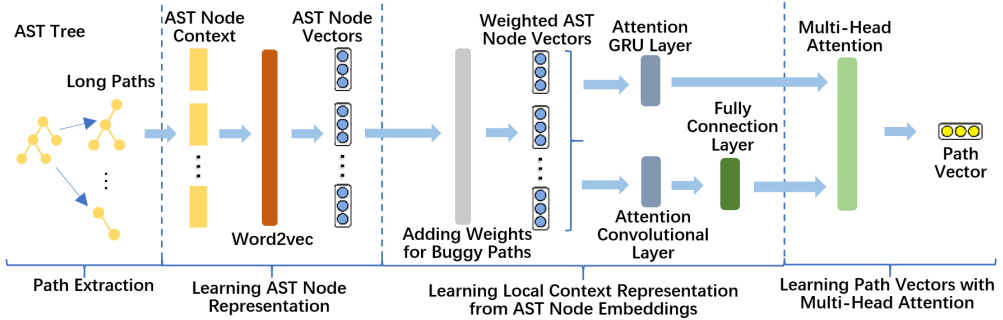 AST Tree
Long Paths
...
AST Node
Context
...
Word2vec
AST Node
Vectors
...
Adding Weights
for Buggy Paths
Weighted AST
Node Vectors
...
Attention
GRU Layer
Attention
Convolutional
Layer
Fully
Connection
Layer
Multi-Head
Attention
Path
Vector
Path Extraction
Learning AST Node
Representation
Learning Local Context Representation
from AST Node Embeddings
Learning Path Vectors with
Multi-Head Attention